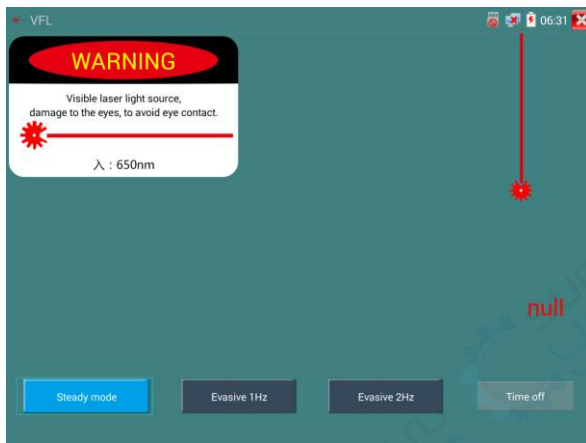 VFL
06:31
WARNING
Visible laser light source,
damage to the eyes, to avoid eye contact.
入 : 650nm
null
Steady mode
Evasive 1Hz
Evasive 2Hz
Time off